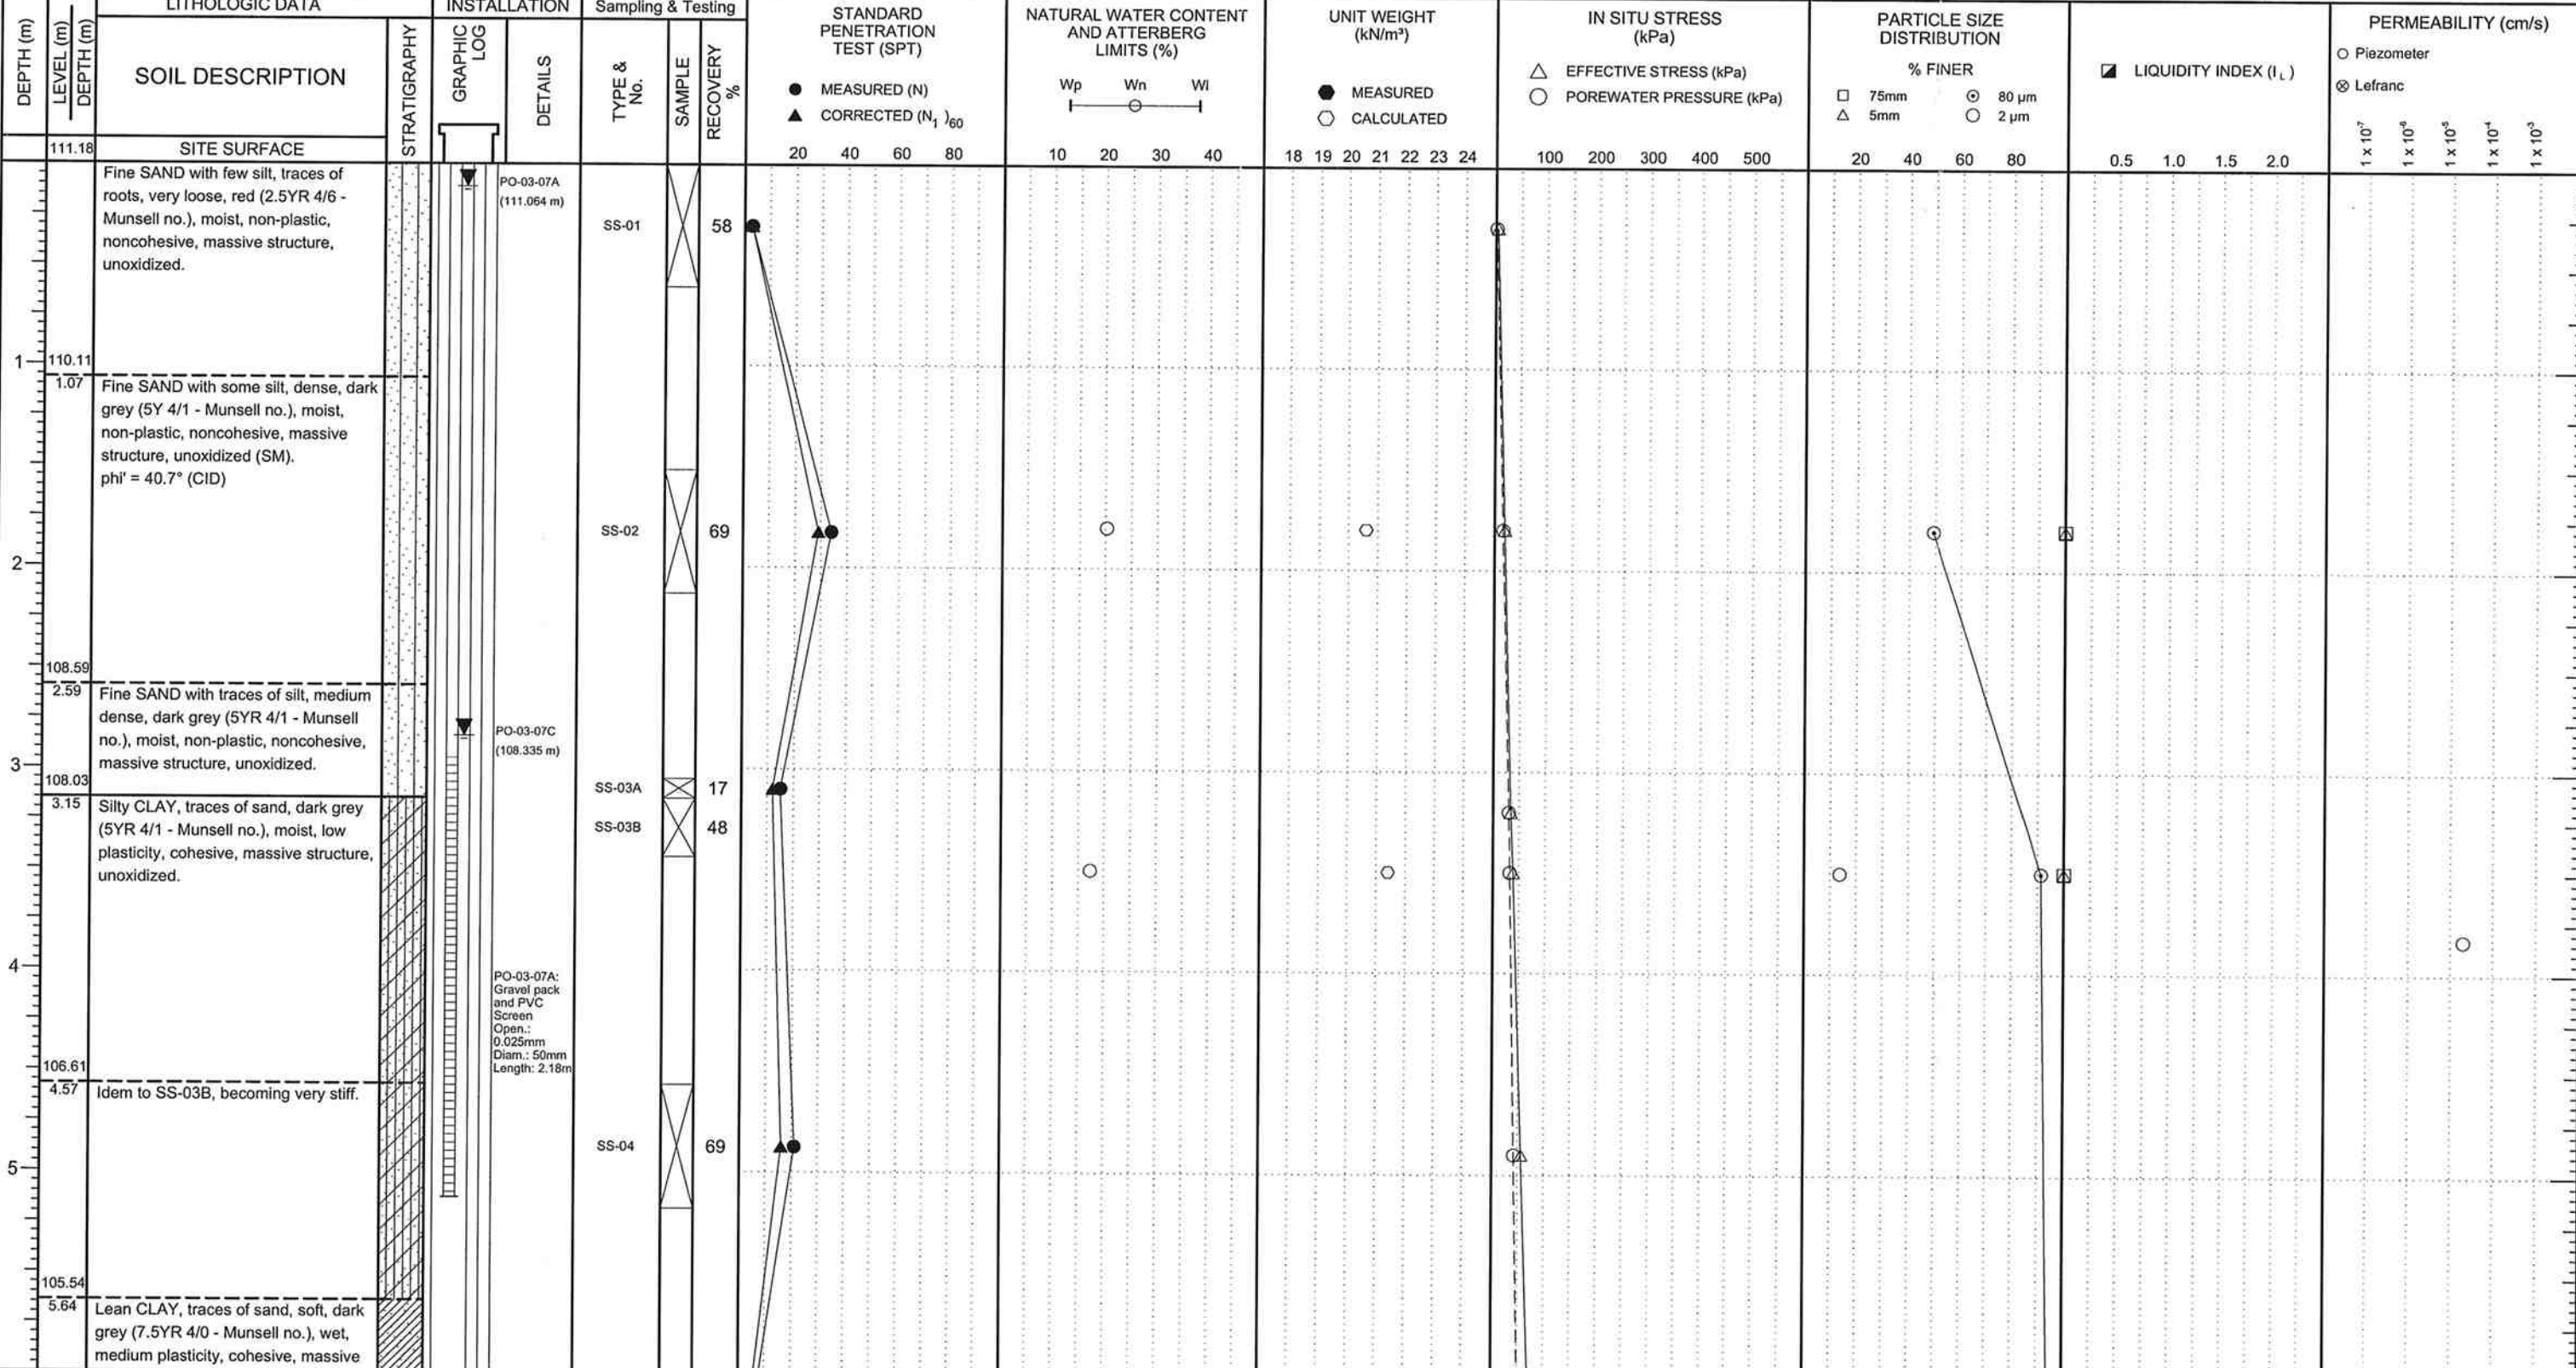 LITHOLOGIC DATA
INSTALLATION
Sampling & Testing
DEPTH (m)
LEVEL (m)
DEPTH (m)
SOIL DESCRIPTION
STRATIGRAPHY
GRAPHIC
LOG
DETAILS
TYPE &
No.
SAMPLE
RECOVERY
%
STANDARD
PENETRATION
TEST (SPT)
● MEASURED (N)
▲ CORRECTED (N1)60
20 40 60 80
NATURAL WATER CONTENT
AND ATTERBERG
LIMITS (%)
Wp Wn Wl
10 20 30 40
UNIT WEIGHT
(kN/m³)
MEASURED
CALCULATED
18 19 20 21 22 23 24
IN SITU STRESS
(kPa)
△ EFFECTIVE STRESS (kPa)
○ POREWATER PRESSURE (kPa)
100 200 300 400 500
PARTICLE SIZE
DISTRIBUTION
% FINER
□ 75mm ⊙ 80 µm
△ 5mm ○ 2 µm
20 40 60 80
LIQUIDITY INDEX (IL)
0.5 1.0 1.5 2.0
PERMEABILITY (cm/s)
○ Piezometer
⊗ Lefranc
1 x 10-7 1 x 10-6 1 x 10-5 1 x 10-4 1 x 10-3
111.18 SITE SURFACE
Fine SAND with few silt, traces of
roots, very loose, red (2.5YR 4/6 -
Munsell no.), moist, non-plastic,
noncohesive, massive structure,
unoxidized.
PO-03-07A
(111.064 m)
SS-01 58
1
110.11
1.07
Fine SAND with some silt, dense, dark
grey (5Y 4/1 - Munsell no.), moist,
non-plastic, noncohesive, massive
structure, unoxidized (SM).
phi' = 40.7° (CID)
SS-02 69
2
108.59
2.59
Fine SAND with traces of silt, medium
dense, dark grey (5YR 4/1 - Munsell
no.), moist, non-plastic, noncohesive,
massive structure, unoxidized.
PO-03-07C
(108.335 m)
3
108.03
3.15
SS-03A 17
Silty CLAY, traces of sand, dark grey
(5YR 4/1 - Munsell no.), moist, low
plasticity, cohesive, massive structure,
unoxidized.
SS-03B 48
4
PO-03-07A:
Gravel pack
and PVC
Screen
Open.:
0.025mm
Diam.: 50mm
Length: 2.18m
106.61
4.57
Idem to SS-03B, becoming very stiff.
SS-04 69
5
105.54
5.64
Lean CLAY, traces of sand, soft, dark
grey (7.5YR 4/0 - Munsell no.), wet,
medium plasticity, cohesive, massive